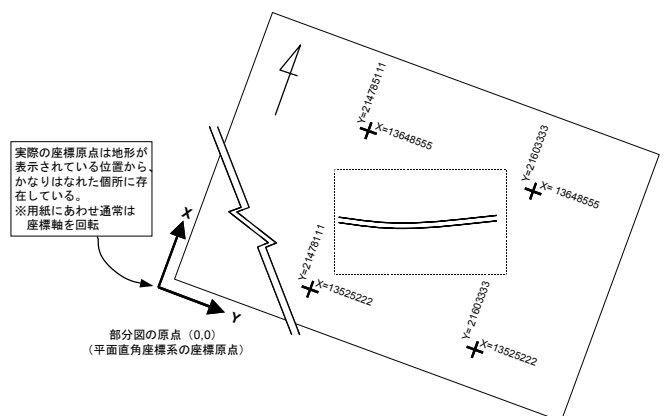 Y=214785111
X=13648555
Y=21603333
X= 13648555
実際の座標原点は地形が
表示されている位置から、
かなりはなれた個所に存
在している。
※用紙にあわせ通常は
座標軸を回転
X
Y
Y=21478111
X=13525222
Y= 21603333
X=13525222
部分図の原点（0,0）
（平面直角座標系の座標原点）